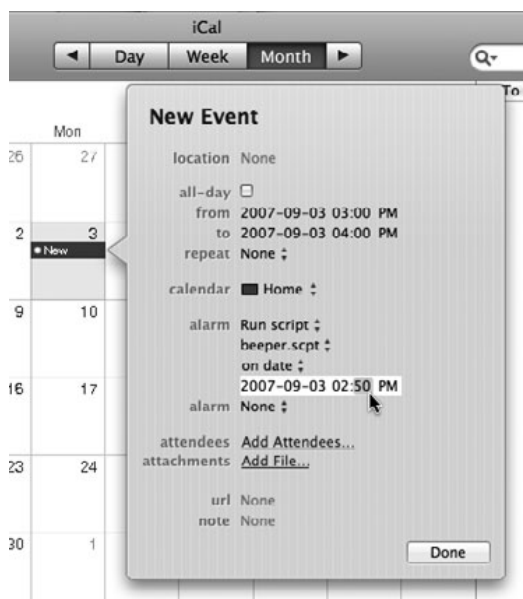 iCal
Day Week Month
To
Mon
26 27
2 3
New
9 10
16 17
23 24
30 1
New Event
location None
all-day
from 2007-09-03 03:00 PM
to 2007-09-03 04:00 PM
repeat None
calendar Home
alarm Run script
beeper.scpt
on date
2007-09-03 02:50 PM
alarm None
attendees Add Attendees...
attachments Add File...
url None
note None
Done